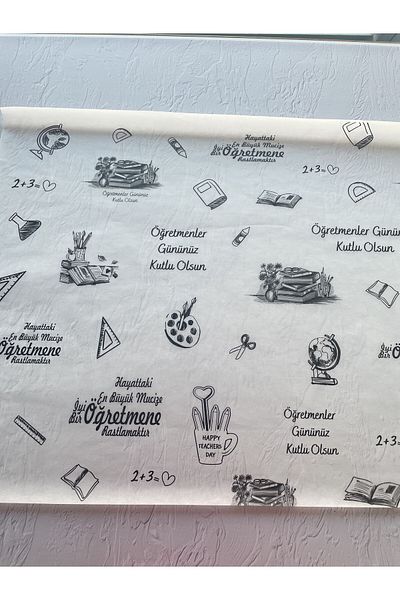 Hayattaki
En Büyük Mucize
İyi Bir Öğretmene
Rastlamaktır
2+3=
Öğretmenler Gününüz
Kutlu Olsun
2+3=
Öğretmenler
Gününüz
Kutlu Olsun
Öğretmenler Günün
Kutlu Olsun
Hayattaki
En Büyük Mucize
Öğretmene
Rastlamaktır
İyi
Hayattaki
En Büyük Mucize
İyi Bir Öğretmene
Rastlamaktır
HAPPY
TEACHERS
DAY
Öğretmenler
Gününüz
Kutlu Olsun
2+3
2+3=